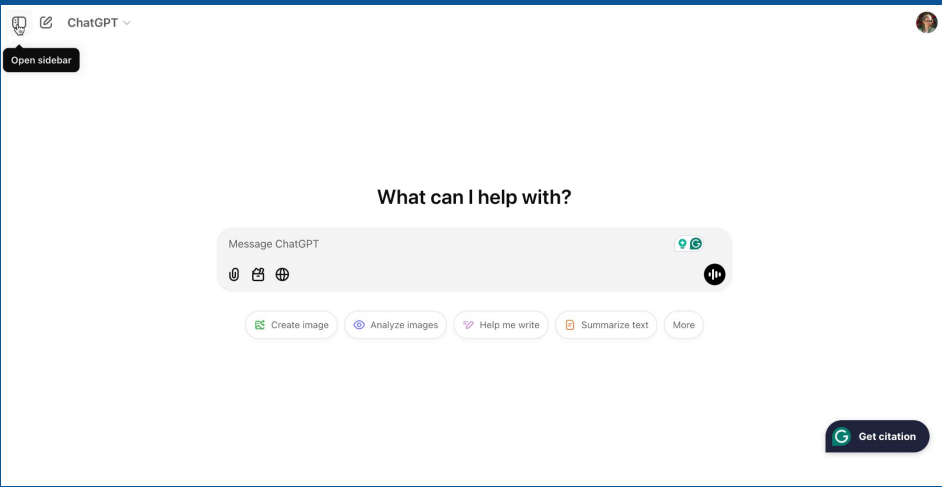 ChatGPT
Open sidebar
What can I help with?
Message ChatGPT
Create image
Analyze images
Help me write
Summarize text
More
G Get citation